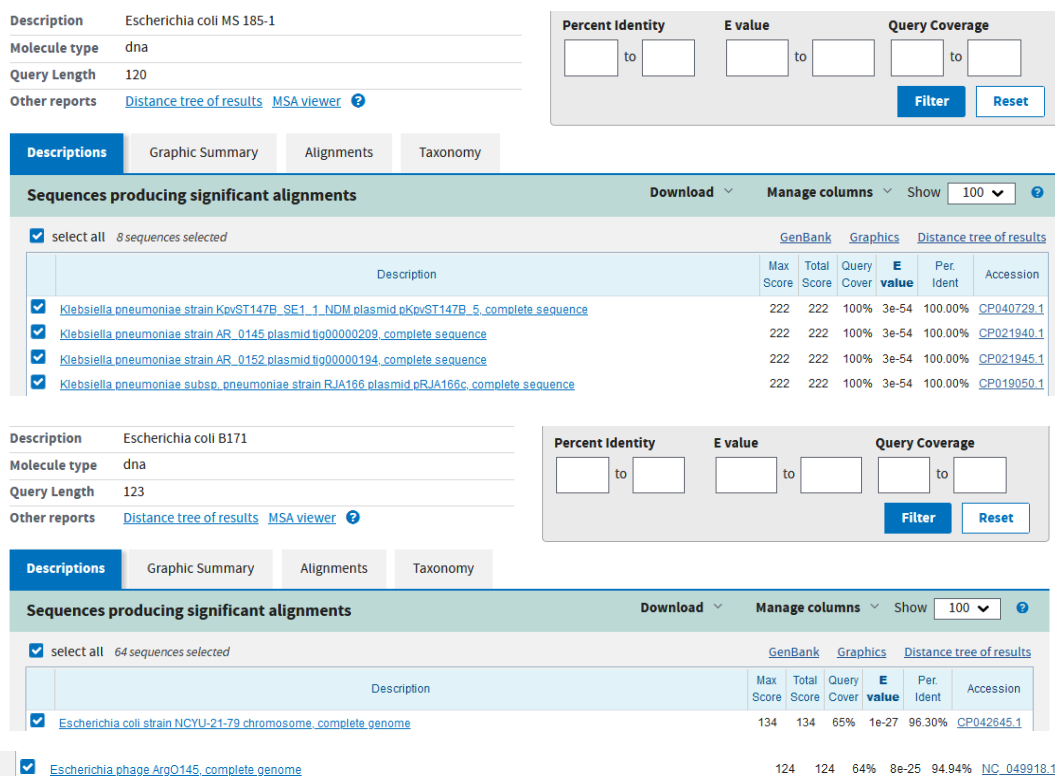 Description Escherichia coli MS 185-1
Molecule type dna
Query Length 120
Other reports Distance tree of results MSA viewer ?
Percent Identity E value Query Coverage
to to to
Filter Reset
Descriptions Graphic Summary Alignments Taxonomy
Sequences producing significant alignments Download Manage columns Show 100 ?
select all 8 sequences selected GenBank Graphics Distance tree of results
Description Max Score Total Score Query Cover E value Per. Ident Accession
Klebsiella pneumoniae strain KpvST147B_SE1_1_NDM plasmid pKpvST147B_5, complete sequence 222 222 100% 3e-54 100.00% CP040729.1
Klebsiella pneumoniae strain AR_0145 plasmid tig00000209, complete sequence 222 222 100% 3e-54 100.00% CP021940.1
Klebsiella pneumoniae strain AR_0152 plasmid tig00000194, complete sequence 222 222 100% 3e-54 100.00% CP021945.1
Klebsiella pneumoniae subsp. pneumoniae strain RJA166 plasmid pRJA166c, complete sequence 222 222 100% 3e-54 100.00% CP019050.1
Description Escherichia coli B171
Molecule type dna
Query Length 123
Other reports Distance tree of results MSA viewer ?
Percent Identity E value Query Coverage
to to to
Filter Reset
Descriptions Graphic Summary Alignments Taxonomy
Sequences producing significant alignments Download Manage columns Show 100 ?
select all 64 sequences selected GenBank Graphics Distance tree of results
Description Max Score Total Score Query Cover E value Per. Ident Accession
Escherichia coli strain NCYU-21-79 chromosome, complete genome 134 134 65% 1e-27 96.30% CP042645.1
Escherichia phage ArgO145, complete genome 124 124 64% 8e-25 94.94% NC_049918.1